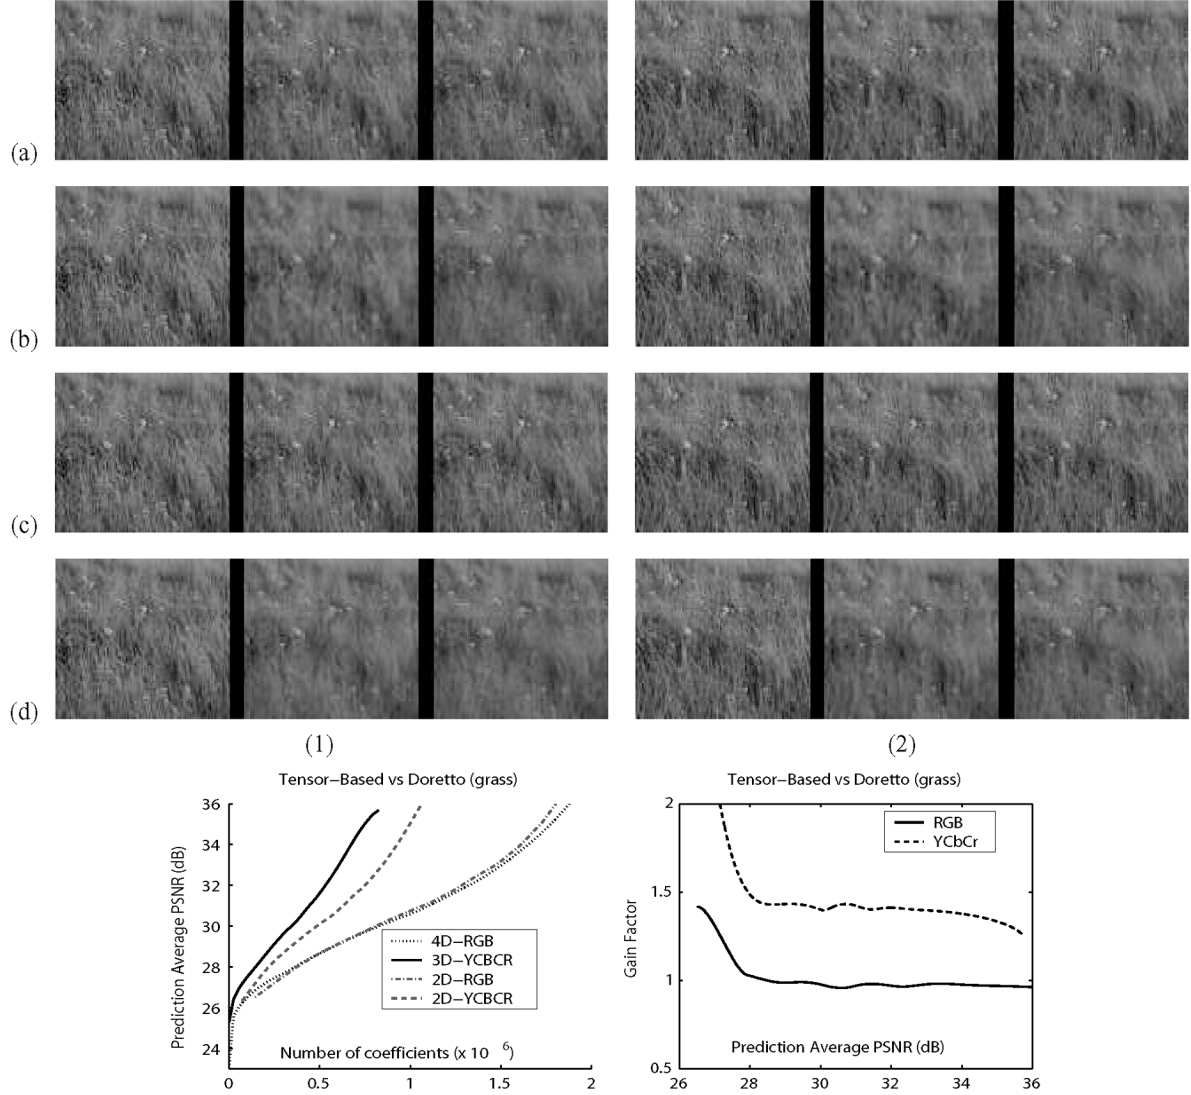 (a)
(b)
(c)
(d)
(1)
(2)
Tensor−Based vs Doretto (grass)
Prediction Average PSNR (dB)
36
34
32
30
28
26
24
4D−RGB
3D−YCBCR
2D−RGB
2D−YCBCR
Number of coefficients (x 10 6)
0
0.5
1
1.5
2
Tensor−Based vs Doretto (grass)
Gain Factor
2
1.5
1
0.5
RGB
YCbCr
Prediction Average PSNR (dB)
26
28
30
32
34
36